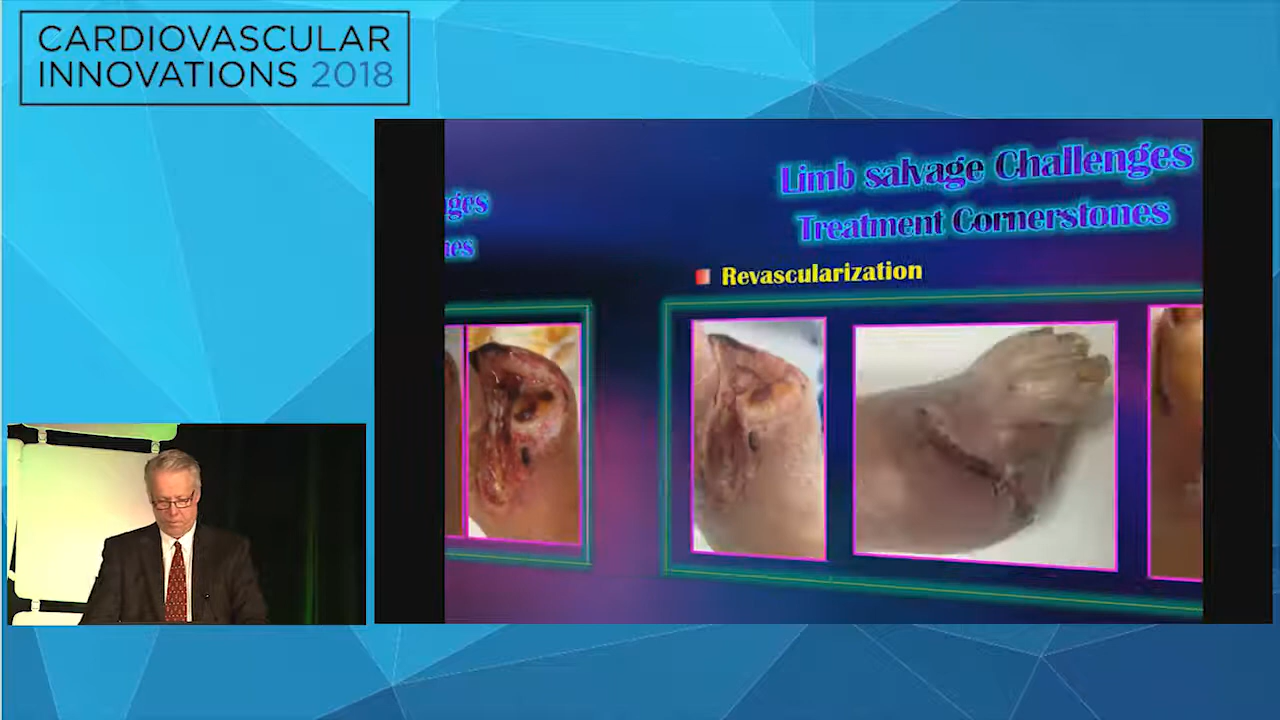 CARDIOVASCULAR
INNOVATIONS 2018
Limb salvage Challenges
Treatment Cornerstones
Revascularization